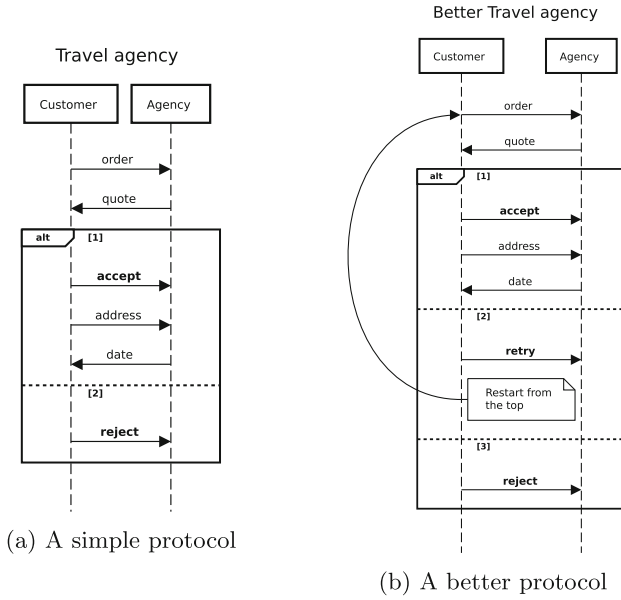 Travel agency
Customer
Agency
order
quote
alt
[1]
accept
address
date
[2]
reject
(a) A simple protocol
Better Travel agency
Customer
Agency
order
quote
alt
[1]
accept
address
date
[2]
retry
Restart from
the top
[3]
reject
(b) A better protocol